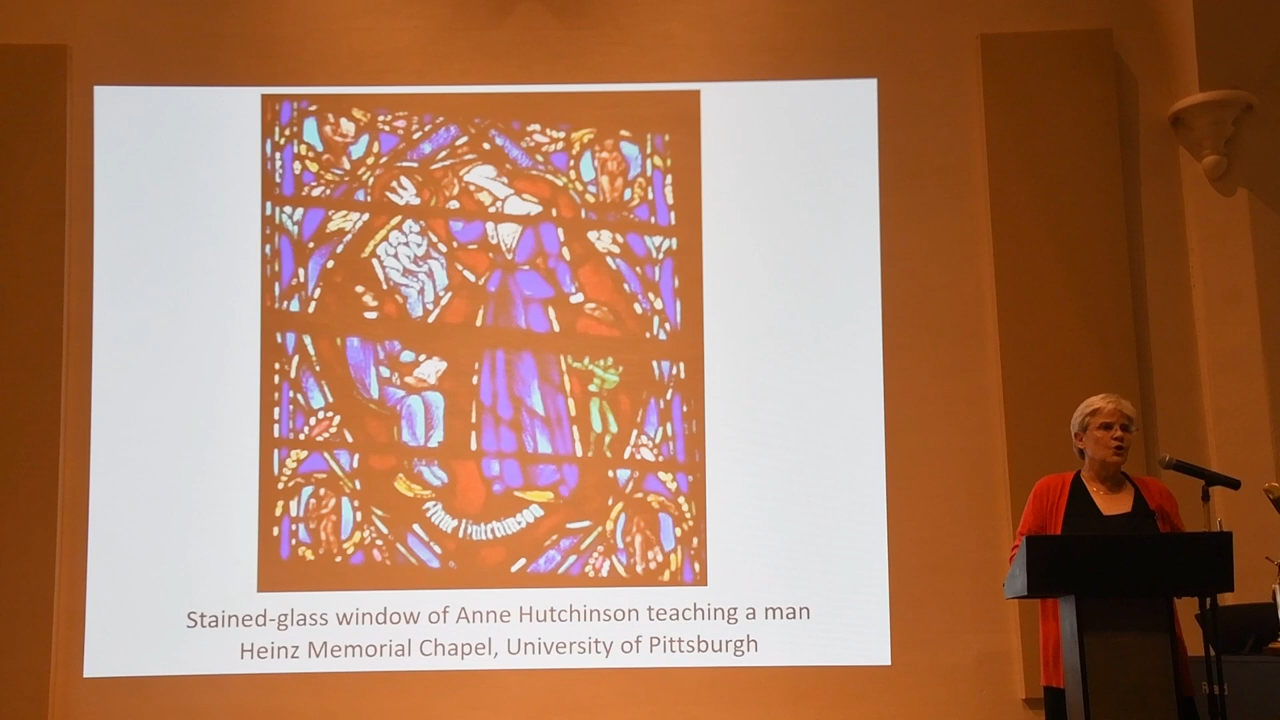 Anne Hutchinson
Stained-glass window of Anne Hutchinson teaching a man
Heinz Memorial Chapel, University of Pittsburgh